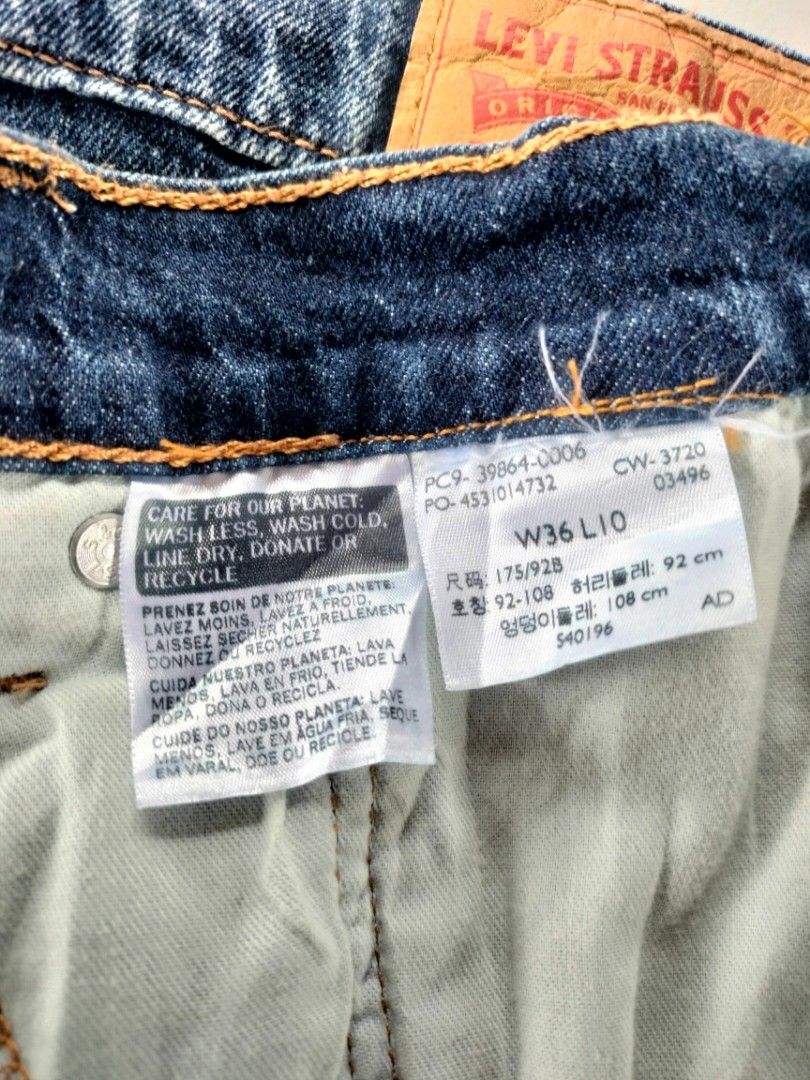 LEVI STRAUSS
SAN
CARE FOR OUR PLANET:
WASH LESS, WASH COLD,
LINE DRY, DONATE OR
RECYCLE
PRENEZ SOIN DE NOTRE PLANETE:
LAVEZ MOINS, LAVEZ A FROID,
LAISSEZ SECHER NATURELLEMENT,
DONNEZ OU RECYCLEZ
CUIDA NUESTRO PLANETA: LAVA
MENOS, LAVA EN FRIO, TIENDE LA
ROPA, DONA O RECICLA.
CUIDE DO NOSSO PLANETA: LAVE
MENOS, LAVE EM ÁGUA FRIA, SEQUE
EM VARAL, DOE OU RECICLE.
PC9- 39864-0006 CW- 3720
PO- 4531014732 03496
W36 L10
尺码: 175/92B 허리둘레: 92 cm
호칭: 92-108 엉덩이둘레: 108 cm
S40196 AD